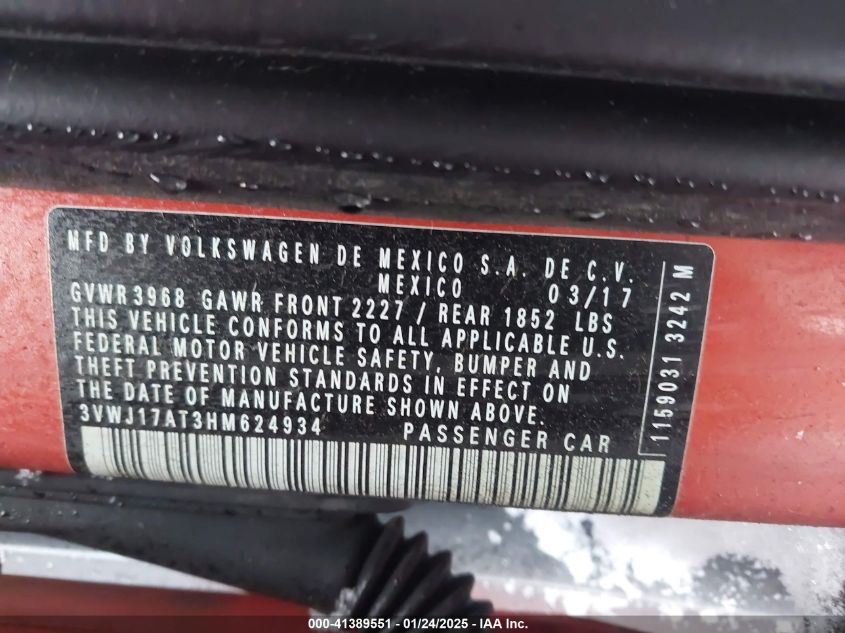 MFD BY VOLKSWAGEN DE MEXICO S.A. DE C.V.
MEXICO 03/17
GVWR3968 GAWR FRONT 2227 / REAR 1852 LBS
THIS VEHICLE CONFORMS TO ALL APPLICABLE U.S.
FEDERAL MOTOR VEHICLE SAFETY, BUMPER AND
THEFT PREVENTION STANDARDS IN EFFECT ON
THE DATE OF MANUFACTURE SHOWN ABOVE.
3VWJ17AT3HM624934 PASSENGER CAR
1159031 3242 M
000-41389551 - 01/24/2025 - IAA Inc.